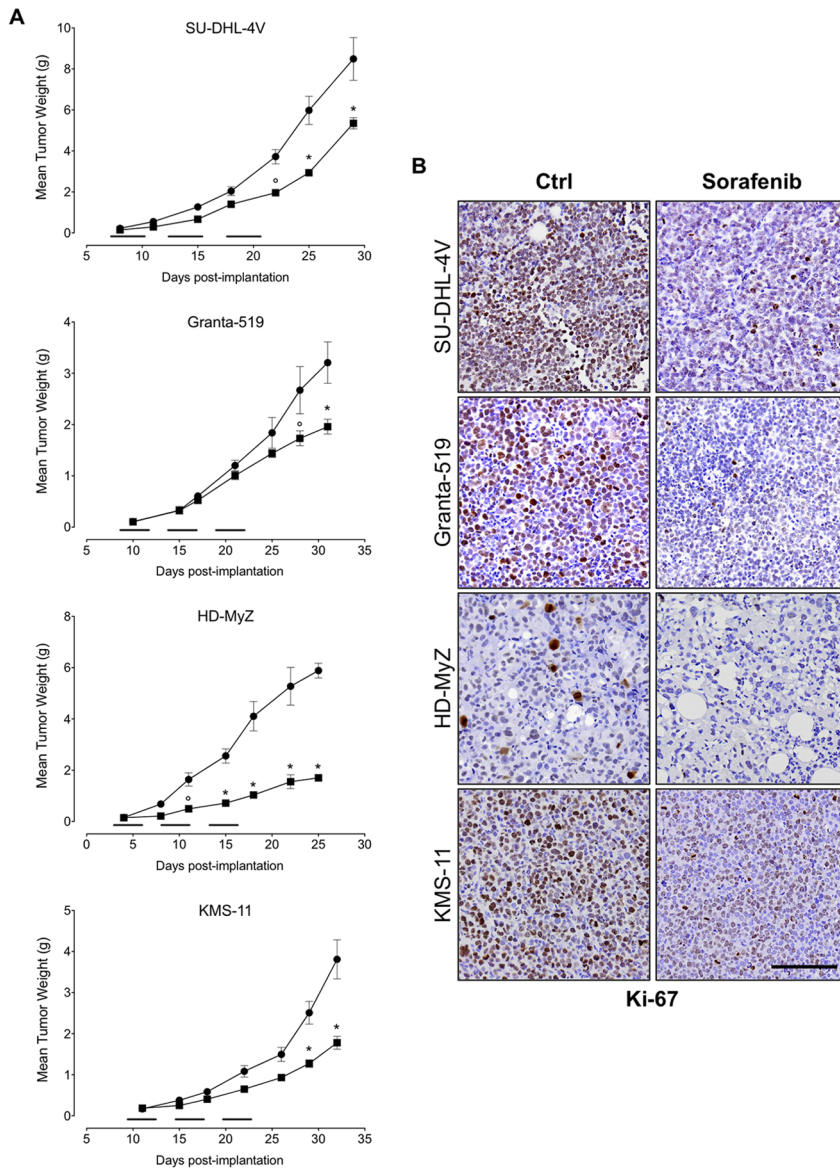 A
SU-DHL-4V
Mean Tumor Weight (g)
10
8
6
4
2
0
° * *
5 10 15 20 25 30
Days post-implantation
Granta-519
Mean Tumor Weight (g)
4
3
2
1
0
° *
5 10 15 20 25 30 35
Days post-implantation
HD-MyZ
Mean Tumor Weight (g)
8
6
4
2
0
° * * * *
0 5 10 15 20 25 30
Days post-implantation
KMS-11
Mean Tumor Weight (g)
5
4
3
2
1
0
* *
5 10 15 20 25 30 35
Days post-implantation
B
Ctrl Sorafenib
SU-DHL-4V
Granta-519
HD-MyZ
KMS-11
Ki-67